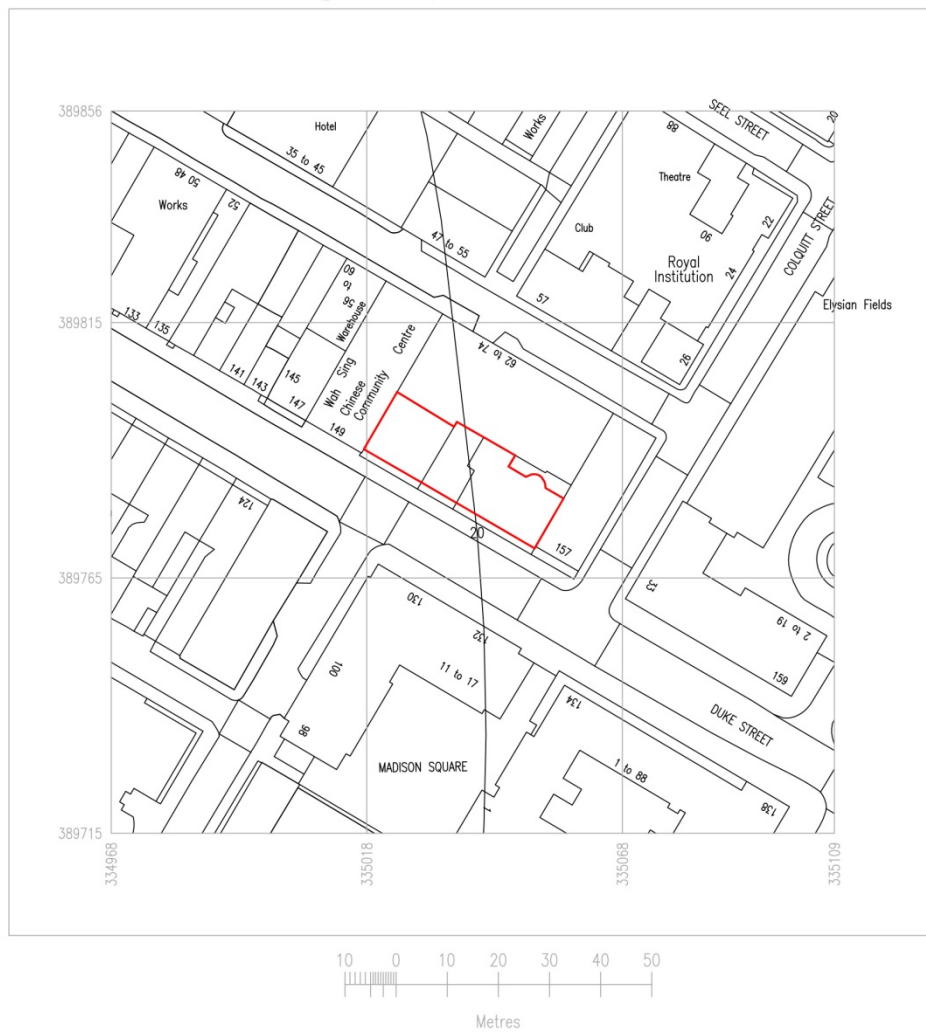 389856
389815
389765
389715
334968
335018
335068
335109
Hotel
35 to 45
Works
SEEL STREET
20
88
Theatre
Works
50 48
52
47 to 55
Club
90
22
24
Royal
Institution
COLQUITT STREET
57
Elysian Fields
26
133
135
141
143
145
147
60
to
56
Warehouse
Wah Sing
Chinese
Community Centre
149
62 to 74
124
20
157
130
132
100
98
11 to 17
MADISON SQUARE
2 to 19
159
DUKE STREET
134
1 to 88
138
1
10 0 10 20 30 40 50
Metres